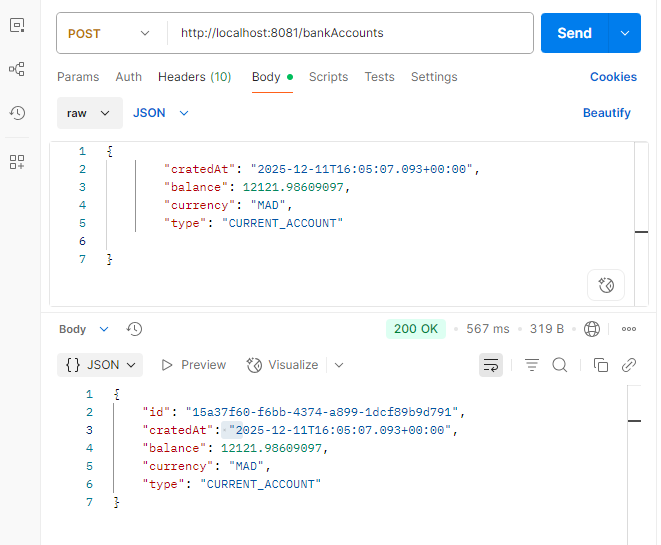 POST http://localhost:8081/bankAccounts Send
Params Auth Headers (10) Body Scripts Tests Settings Cookies
raw JSON Beautify
1 {
2 "cratedAt": "2025-12-11T16:05:07.093+00:00",
3 "balance": 12121.98609097,
4 "currency": "MAD",
5 "type": "CURRENT_ACCOUNT"
6
7 }
Body 200 OK • 567 ms • 319 B
{} JSON Preview Visualize
1 {
2 "id": "15a37f60-f6bb-4374-a899-1dcf89b9d791",
3 "cratedAt": "2025-12-11T16:05:07.093+00:00",
4 "balance": 12121.98609097,
5 "currency": "MAD",
6 "type": "CURRENT_ACCOUNT"
7 }